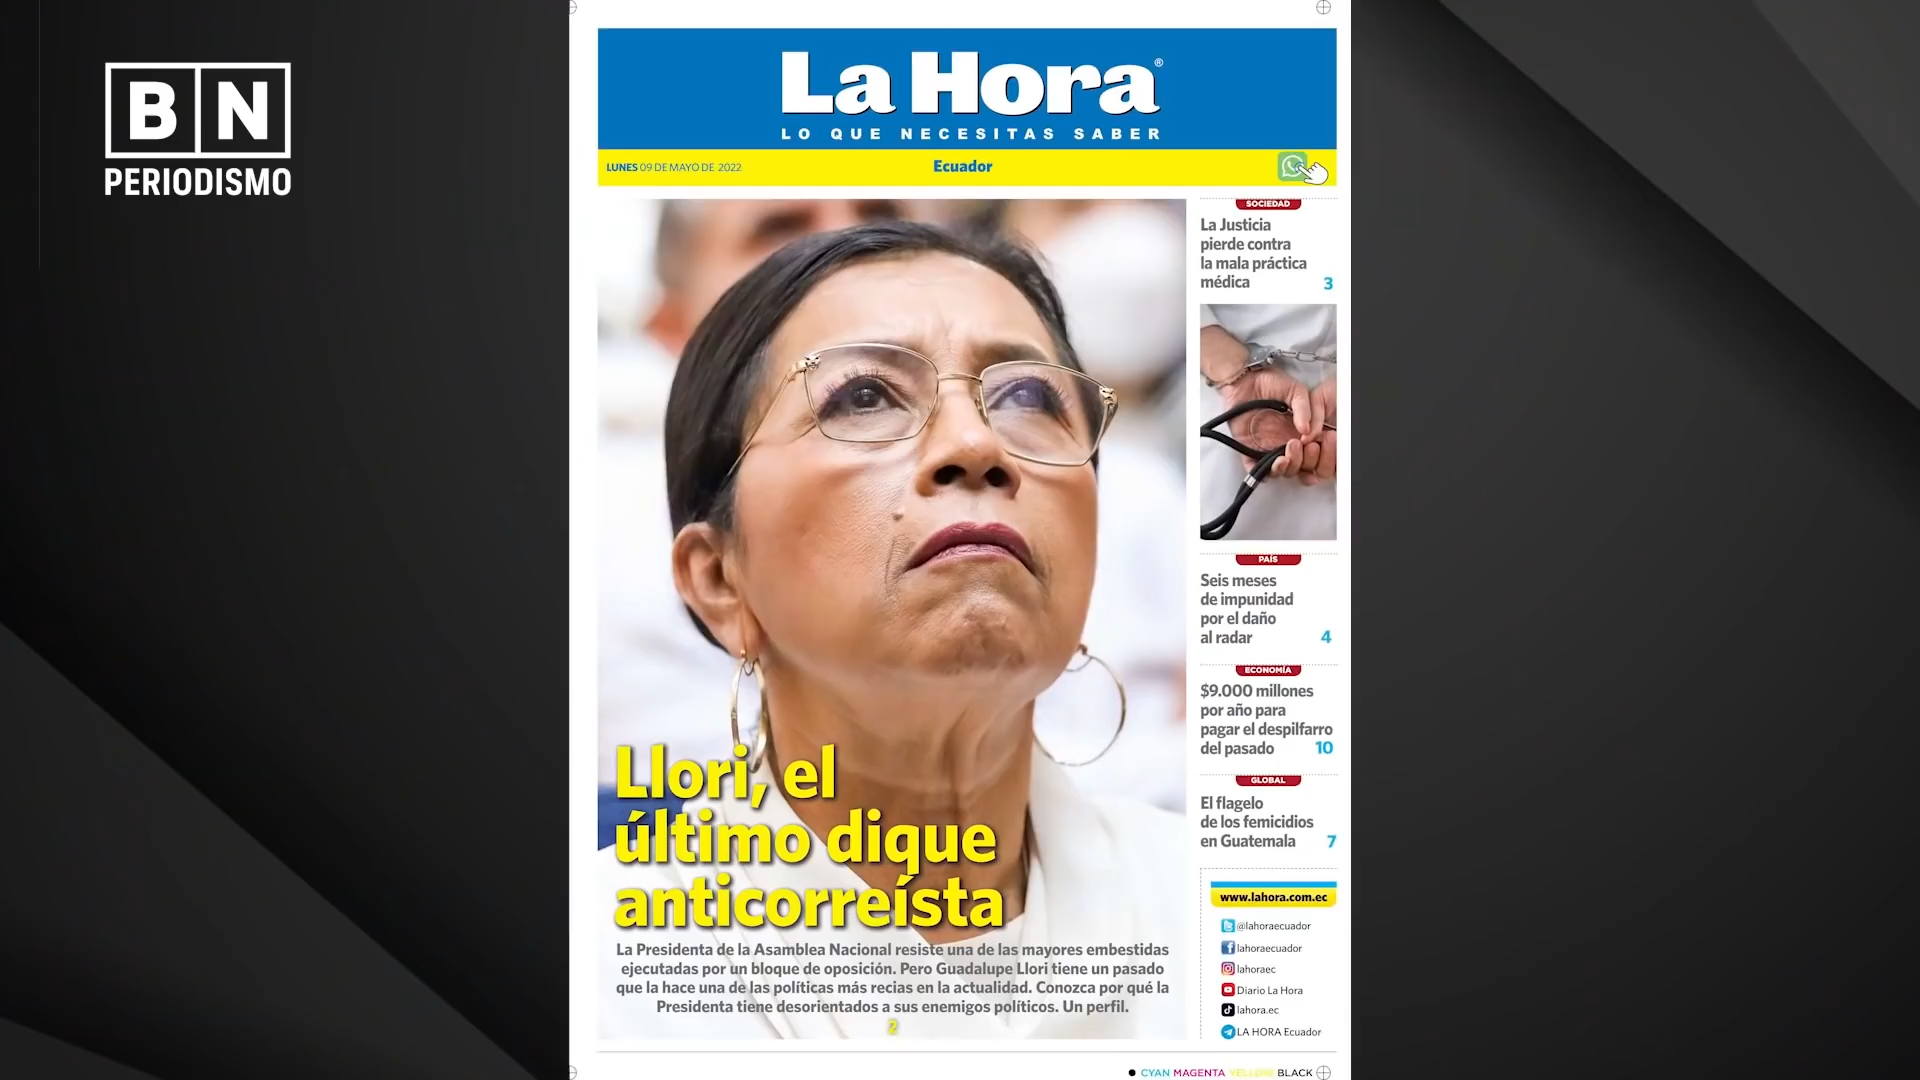 BN
PERIODISMO
La Hora®
LO QUE NECESITAS SABER
LUNES 09 DE MAYO DE 2022
Ecuador
Llori, el
último dique
anticorreísta
La Presidenta de la Asamblea Nacional resiste una de las mayores embestidas
ejecutadas por un bloque de oposición. Pero Guadalupe Llori tiene un pasado
que la hace una de las políticas más recias en la actualidad. Conozca por qué la
Presidenta tiene desorientados a sus enemigos políticos. Un perfil.
2
SOCIEDAD
La Justicia
pierde contra
la mala práctica
médica 3
PAÍS
Seis meses
de impunidad
por el daño
al radar 4
ECONOMÍA
$9.000 millones
por año para
pagar el despilfarro
del pasado 10
GLOBAL
El flagelo
de los femicidios
en Guatemala 7
www.lahora.com.ec
@lahoraecuador
lahoraecuador
lahoraec
Diario La Hora
lahora.ec
LA HORA Ecuador
CYAN MAGENTA YELLOW BLACK